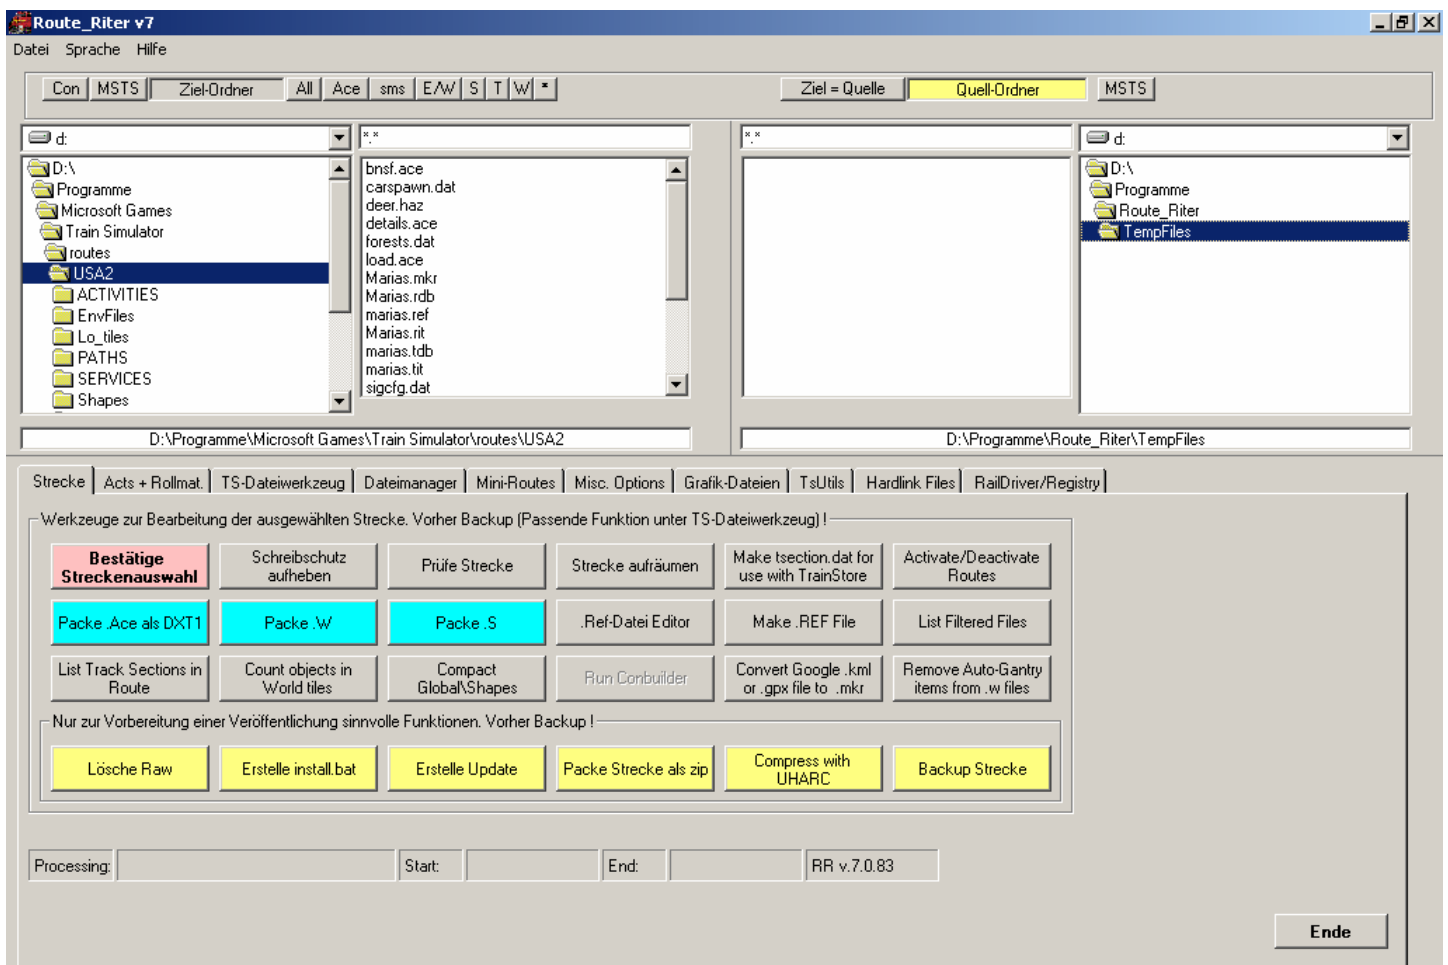 Route_Riter v7
Datei Sprache Hilfe
Con MSTS Ziel-Ordner All Ace sms E/W S T W * Ziel = Quelle Quell-Ordner MSTS
d: *.* *.* d:
D:\
Programme
Microsoft Games
Train Simulator
routes
USA2
ACTIVITIES
EnvFiles
Lo_tiles
PATHS
SERVICES
Shapes
bnsf.ace
carspawn.dat
deer.haz
details.ace
forests.dat
load.ace
Marias.mkr
Marias.rdb
marias.ref
Marias.rit
marias.tdb
marias.tit
sigcfg.dat
D:\
Programme
Route_Riter
TempFiles
D:\Programme\Microsoft Games\Train Simulator\routes\USA2
D:\Programme\Route_Riter\TempFiles
Strecke Acts + Rollmat. TS-Dateiwerkzeug Dateimanager Mini-Routes Misc. Options Grafik-Dateien TsUtils Hardlink Files RailDriver/Registry
Werkzeuge zur Bearbeitung der ausgewählten Strecke. Vorher Backup (Passende Funktion unter TS-Dateiwerkzeug) !
Bestätige
Streckenauswahl
Schreibschutz
aufheben
Prüfe Strecke
Strecke aufräumen
Make tsection.dat for
use with TrainStore
Activate/Deactivate
Routes
Packe .Ace als DXT1
Packe .W
Packe .S
.Ref-Datei Editor
Make .REF File
List Filtered Files
List Track Sections in
Route
Count objects in
World tiles
Compact
Global\Shapes
Run Conbuilder
Convert Google .kml
or .gpx file to .mkr
Remove Auto-Gantry
items from .w files
Nur zur Vorbereitung einer Veröffentlichung sinnvolle Funktionen. Vorher Backup !
Lösche Raw
Erstelle install.bat
Erstelle Update
Packe Strecke als zip
Compress with
UHARC
Backup Strecke
Processing: Start: End: RR v.7.0.83
Ende